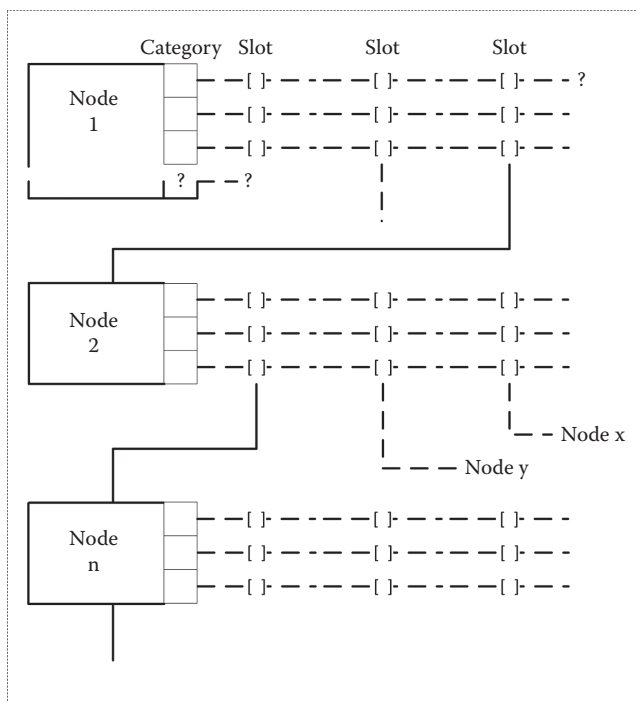 Category Slot Slot Slot
Node
1
[ ] [ ] [ ] ?
[ ] [ ] [ ]
[ ] [ ] [ ]
? ?
Node
2
[ ] [ ] [ ]
[ ] [ ] [ ]
[ ] [ ] [ ]
Node x
Node y
Node
n
[ ] [ ] [ ]
[ ] [ ] [ ]
[ ] [ ] [ ]